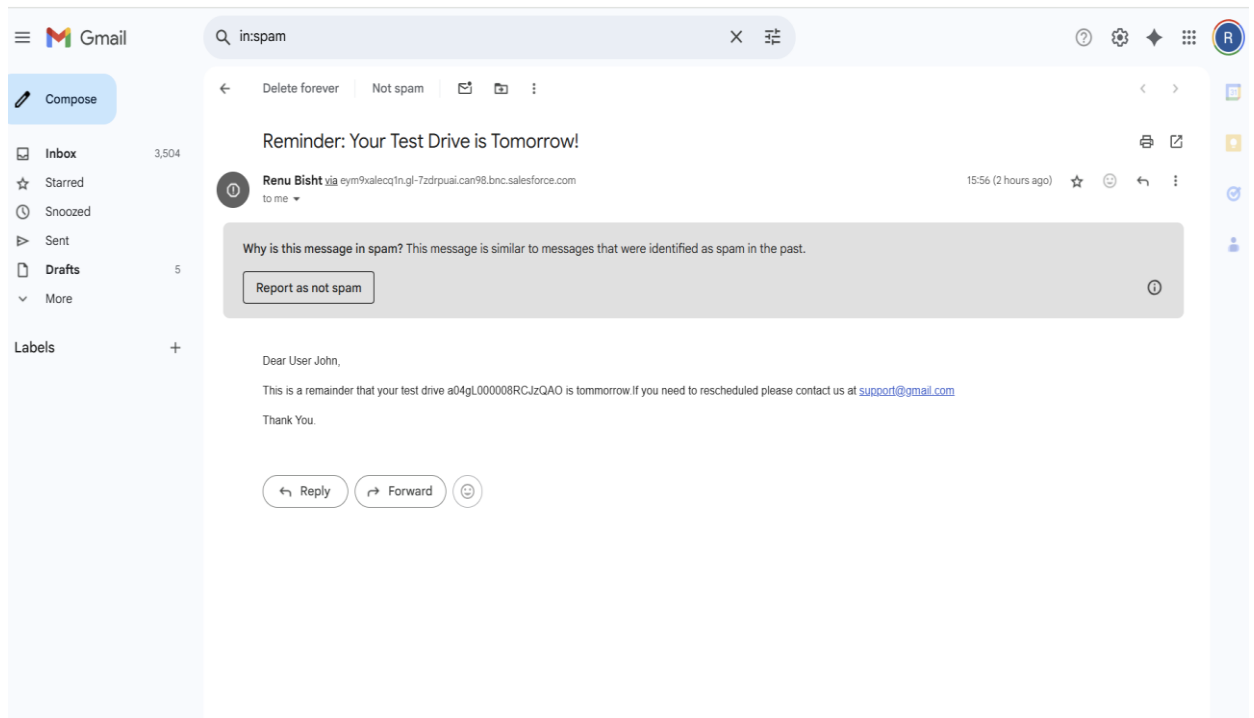 Gmail
in:spam
R
Compose
Delete forever Not spam
Inbox 3,504
Starred
Snoozed
Sent
Drafts 5
More
Labels
Reminder: Your Test Drive is Tomorrow!
Renu Bisht via eym9xalecq1n.gl-7zdrpuai.can98.bnc.salesforce.com 15:56 (2 hours ago)
to me
Why is this message in spam? This message is similar to messages that were identified as spam in the past.
Report as not spam
Dear User John,
This is a remainder that your test drive a04gL000008RCJzQAO is tommorrow.If you need to rescheduled please contact us at support@gmail.com
Thank You.
Reply Forward